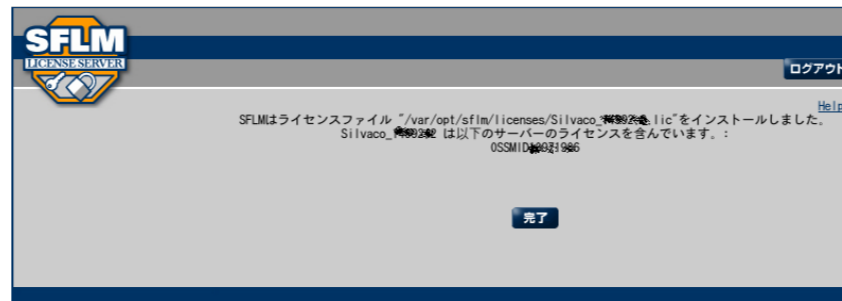 SFLM
LICENSE SERVER
ログアウト
Help
SFLMはライセンスファイル "/var/opt/sflm/licenses/Silvaco_ .lic"をインストールしました。
Silvaco_ は以下のサーバーのライセンスを含んでいます。:
OSSMID
完了